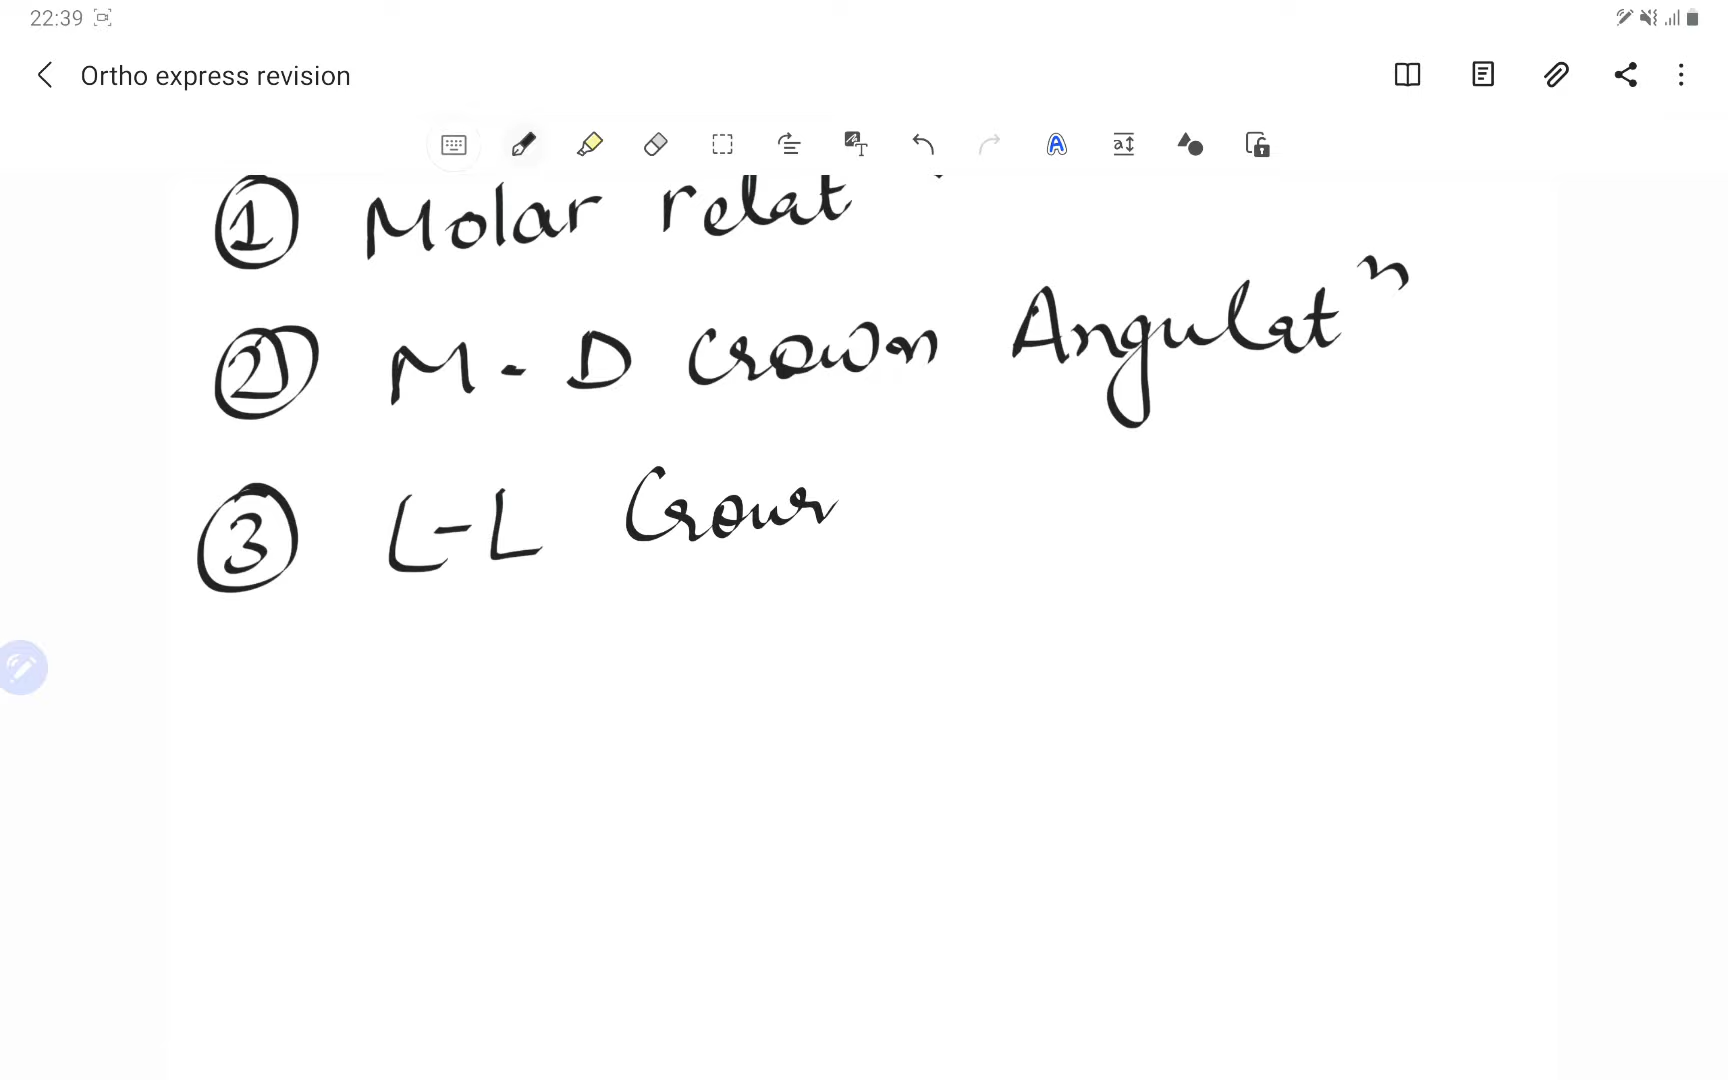 22:39
Ortho express revision
① Molar relat
② M-D Crown Angulatⁿ
③ L-L Crown